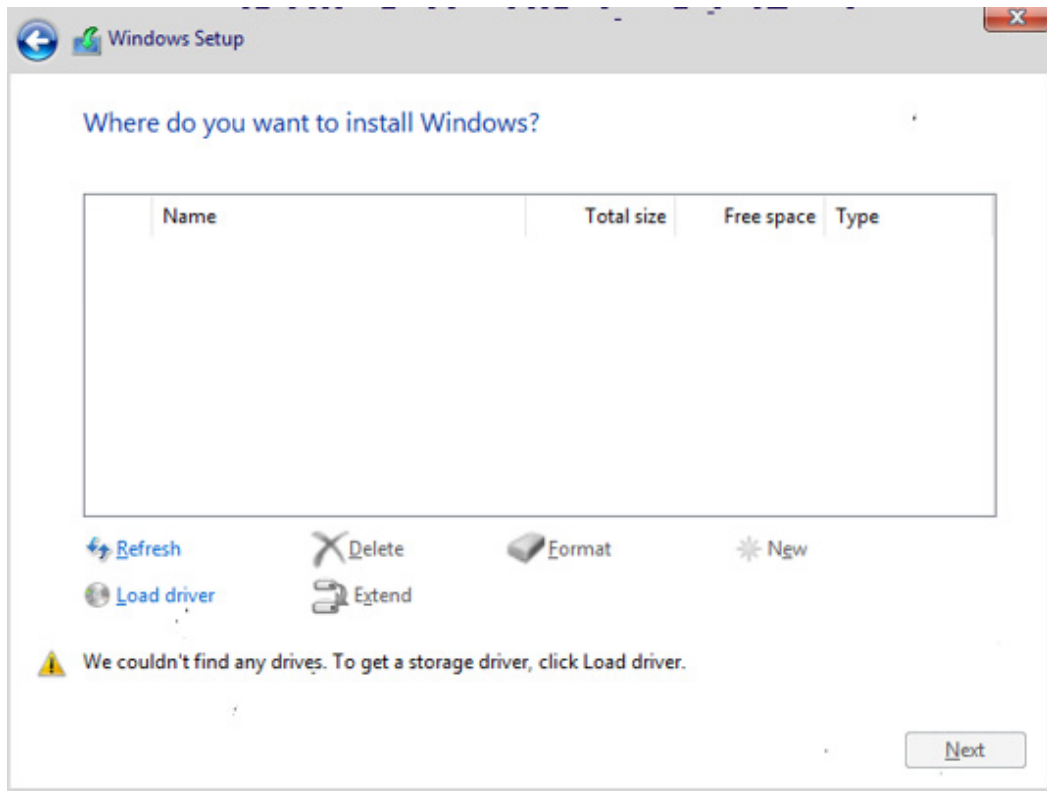 Windows Setup
Where do you want to install Windows?
Name Total size Free space Type
Refresh Delete Format New
Load driver Extend
We couldn't find any drives. To get a storage driver, click Load driver.
Next